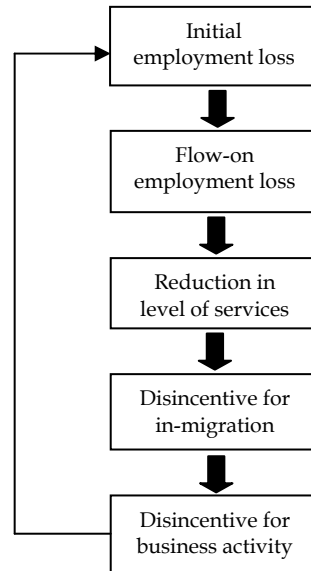 Initial
employment loss
Flow-on
employment loss
Reduction in
level of services
Disincentive for
in-migration
Disincentive for
business activity